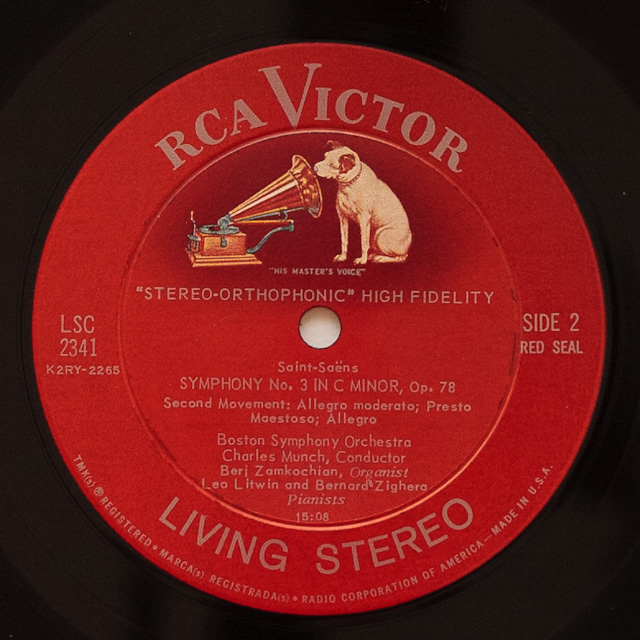 RCA VICTOR
"HIS MASTER'S VOICE"
"STEREO-ORTHOPHONIC" HIGH FIDELITY
LSC
2341
K2RY-2265
SIDE 2
RED SEAL
Saint-Saëns
SYMPHONY No. 3 IN C MINOR, Op. 78
Second Movement: Allegro moderato; Presto
Maestoso; Allegro
Boston Symphony Orchestra
Charles Munch, Conductor
Berj Zamkochian, Organist
Leo Litwin and Bernard Zighera
Pianists
15:08
LIVING STEREO
TMK(s) ® REGISTERED • MARCA(s) REGISTRADA(s) • RADIO CORPORATION OF AMERICA—MADE IN U.S.A.